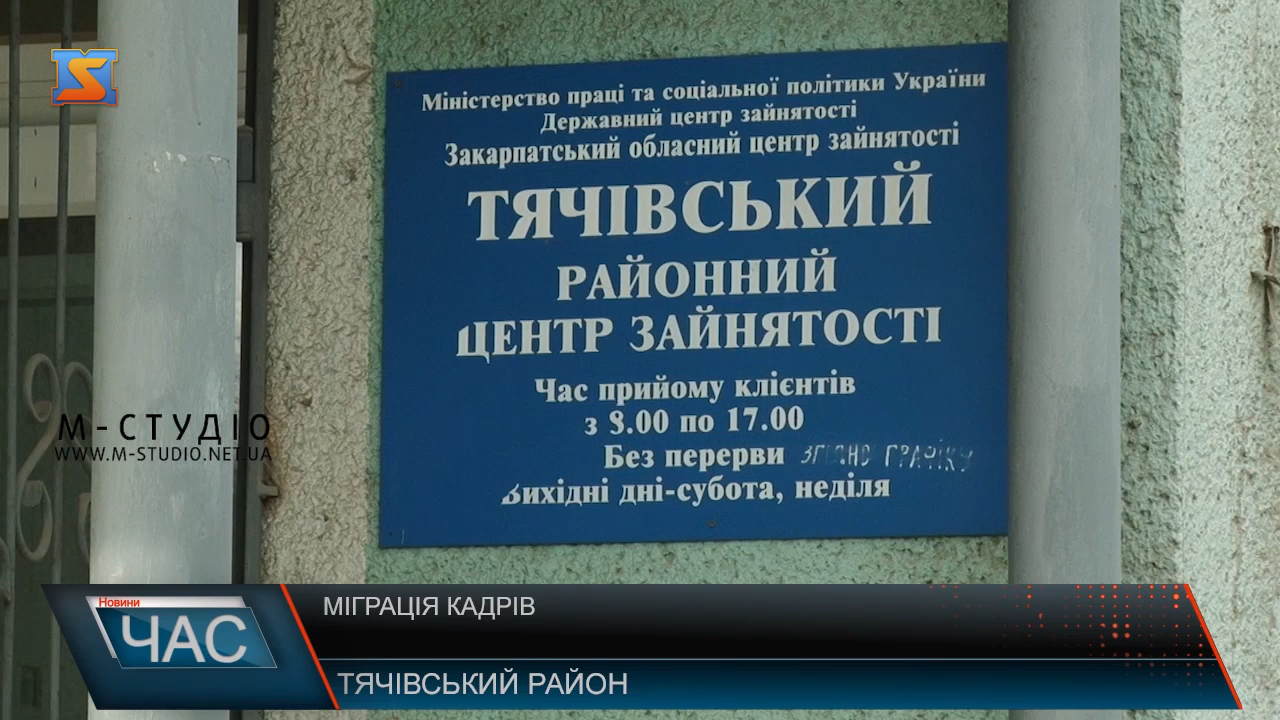 Міністерство праці та соціальної політики України
Державний центр зайнятості
Закарпатський обласний центр зайнятості
ТЯЧІВСЬКИЙ
РАЙОННИЙ
ЦЕНТР ЗАЙНЯТОСТІ
Час прийому клієнтів
з 8.00 по 17.00
Без перерви ЗГІДНО ГРАФІКУ
Вихідні дні-субота, неділя
М-СТУДІО
WWW.M-STUDIO.NET.UA
Новини
ЧАС
МІГРАЦІЯ КАДРІВ
ТЯЧІВСЬКИЙ РАЙОН